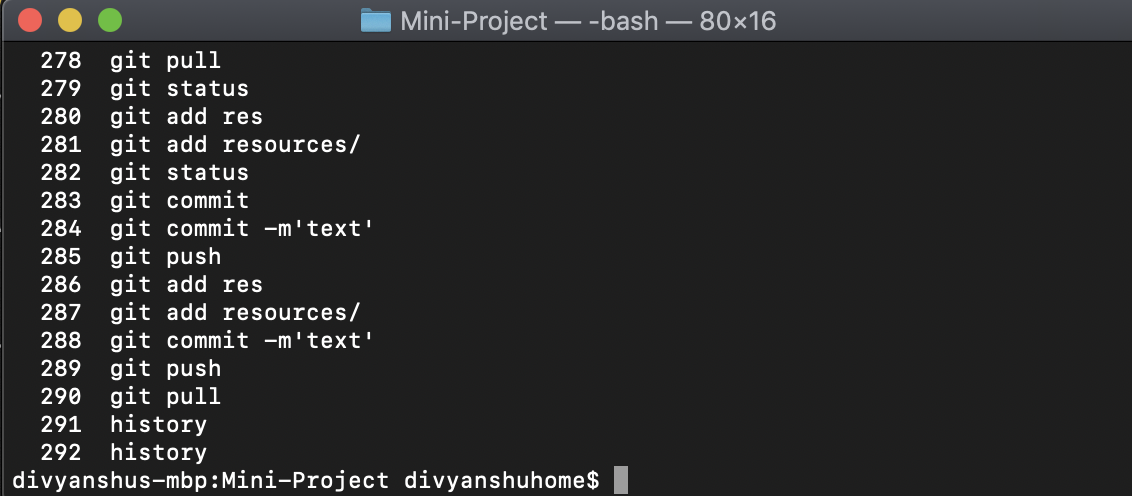 Mini-Project — -bash — 80×16
278 git pull
279 git status
280 git add res
281 git add resources/
282 git status
283 git commit
284 git commit -m'text'
285 git push
286 git add res
287 git add resources/
288 git commit -m'text'
289 git push
290 git pull
291 history
292 history
divyanshus-mbp:Mini-Project divyanshuhome$